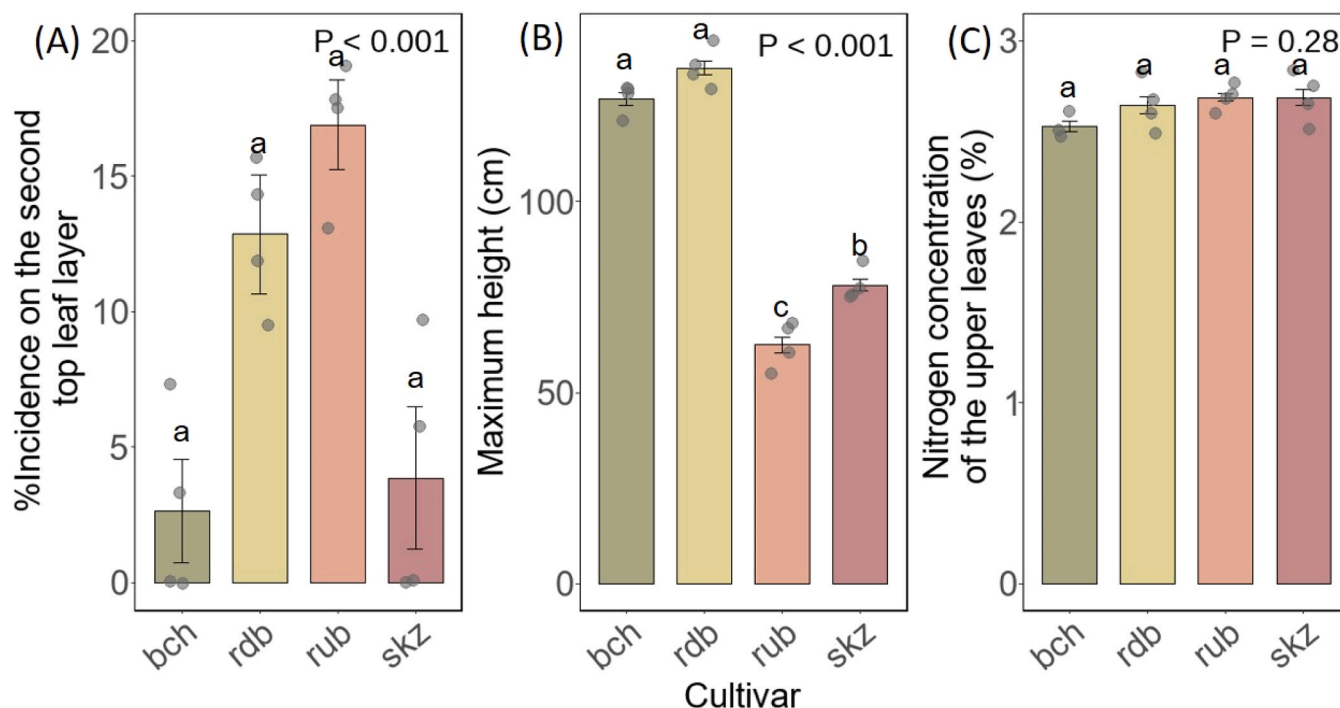 (A)
P < 0.001
20
15
10
5
0
%Incidence on the second
top leaf layer
a
a
a
a
bch
rdb
rub
skz
(B)
P < 0.001
100
50
0
Maximum height (cm)
a
a
c
b
bch
rdb
rub
skz
Cultivar
(C)
P = 0.28
3
2
1
0
Nitrogen concentration
of the upper leaves (%)
a
a
a
a
bch
rdb
rub
skz